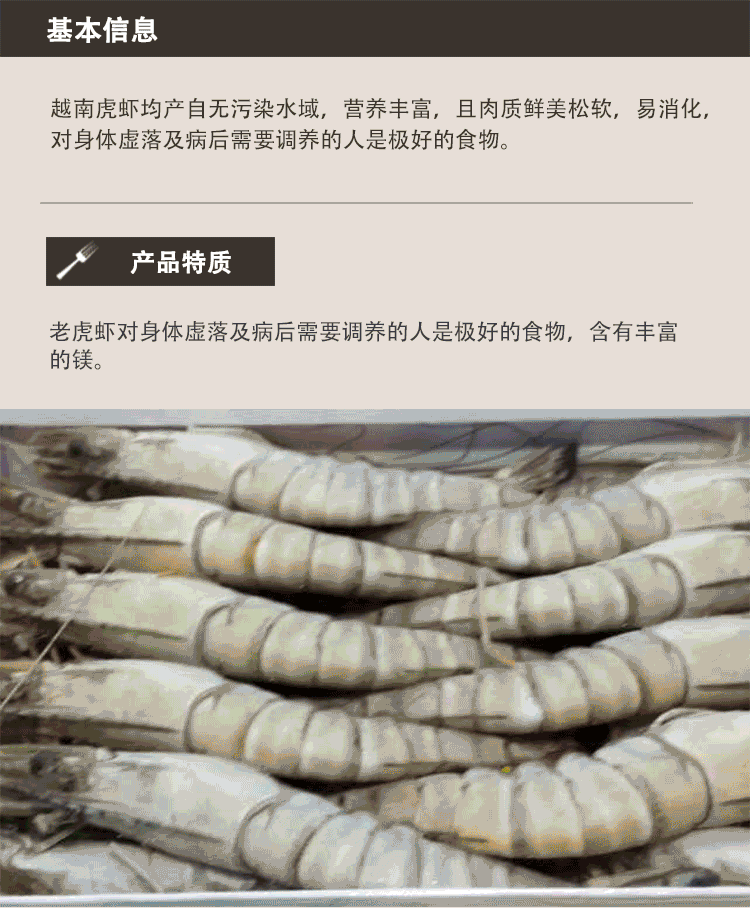 基本信息
越南虎虾均产自无污染水域，营养丰富，且肉质鲜美松软，易消化，
对身体虚落及病后需要调养的人是极好的食物。
产品特质
老虎虾对身体虚落及病后需要调养的人是极好的食物，含有丰富
的镁。